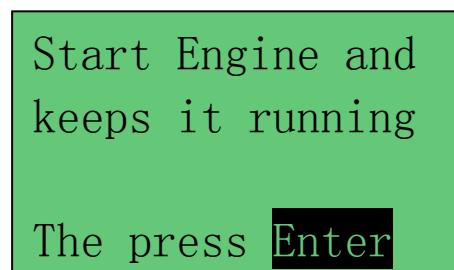 Start Engine and
keeps it running
The press Enter